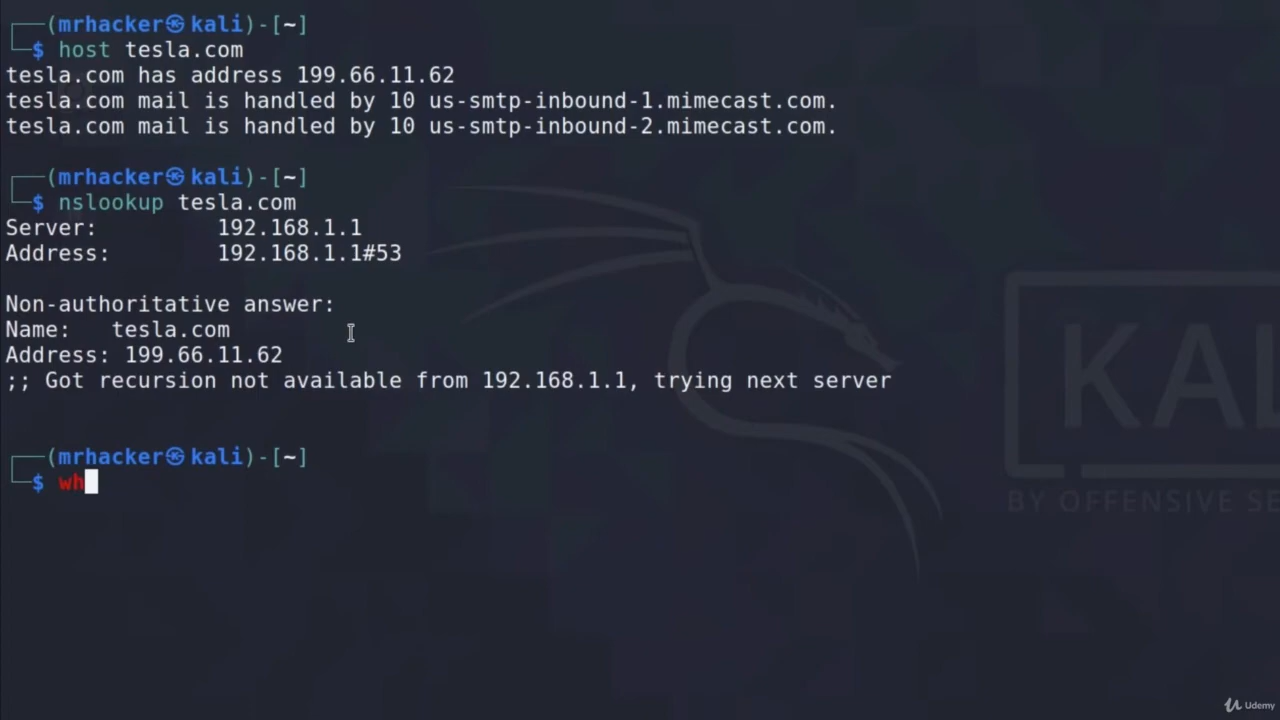 ┌──(mrhacker㉿kali)-[~]
└─$ host tesla.com
tesla.com has address 199.66.11.62
tesla.com mail is handled by 10 us-smtp-inbound-1.mimecast.com.
tesla.com mail is handled by 10 us-smtp-inbound-2.mimecast.com.
┌──(mrhacker㉿kali)-[~]
└─$ nslookup tesla.com
Server:		192.168.1.1
Address:	192.168.1.1#53
Non-authoritative answer:
Name:	tesla.com
Address: 199.66.11.62
;; Got recursion not available from 192.168.1.1, trying next server
┌──(mrhacker㉿kali)-[~]
└─$ wh
KAL
BY OFFENSIVE SE
Udemy